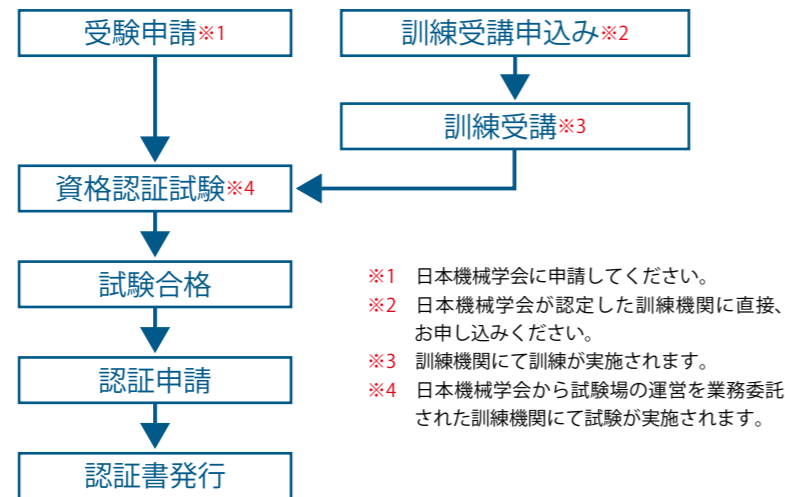 受験申請※1
訓練受講申込み※2
訓練受講※3
資格認証試験※4
試験合格
認証申請
認証書発行
※1 日本機械学会に申請してください。
※2 日本機械学会が認定した訓練機関に直接、
お申し込みください。
※3 訓練機関にて訓練が実施されます。
※4 日本機械学会から試験場の運営を業務委託
された訓練機関にて試験が実施されます。